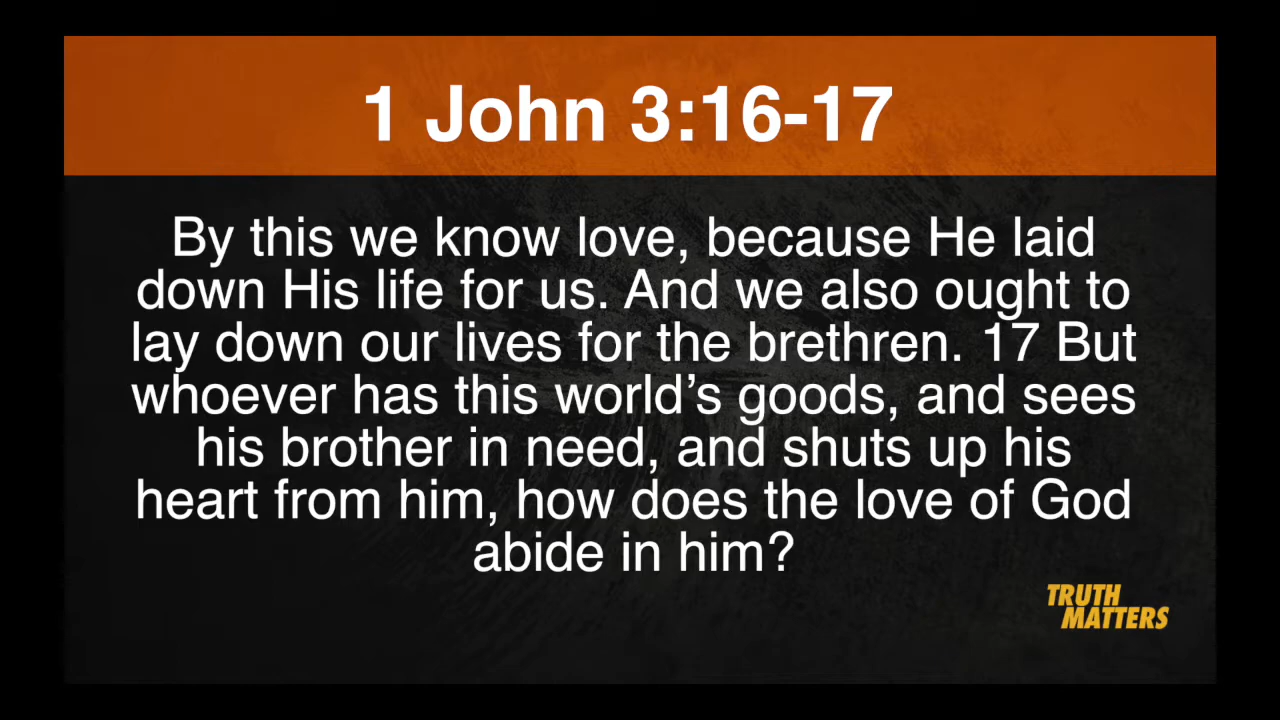 1 John 3:16-17
By this we know love, because He laid
down His life for us. And we also ought to
lay down our lives for the brethren. 17 But
whoever has this world’s goods, and sees
his brother in need, and shuts up his
heart from him, how does the love of God
abide in him?
TRUTH
MATTERS